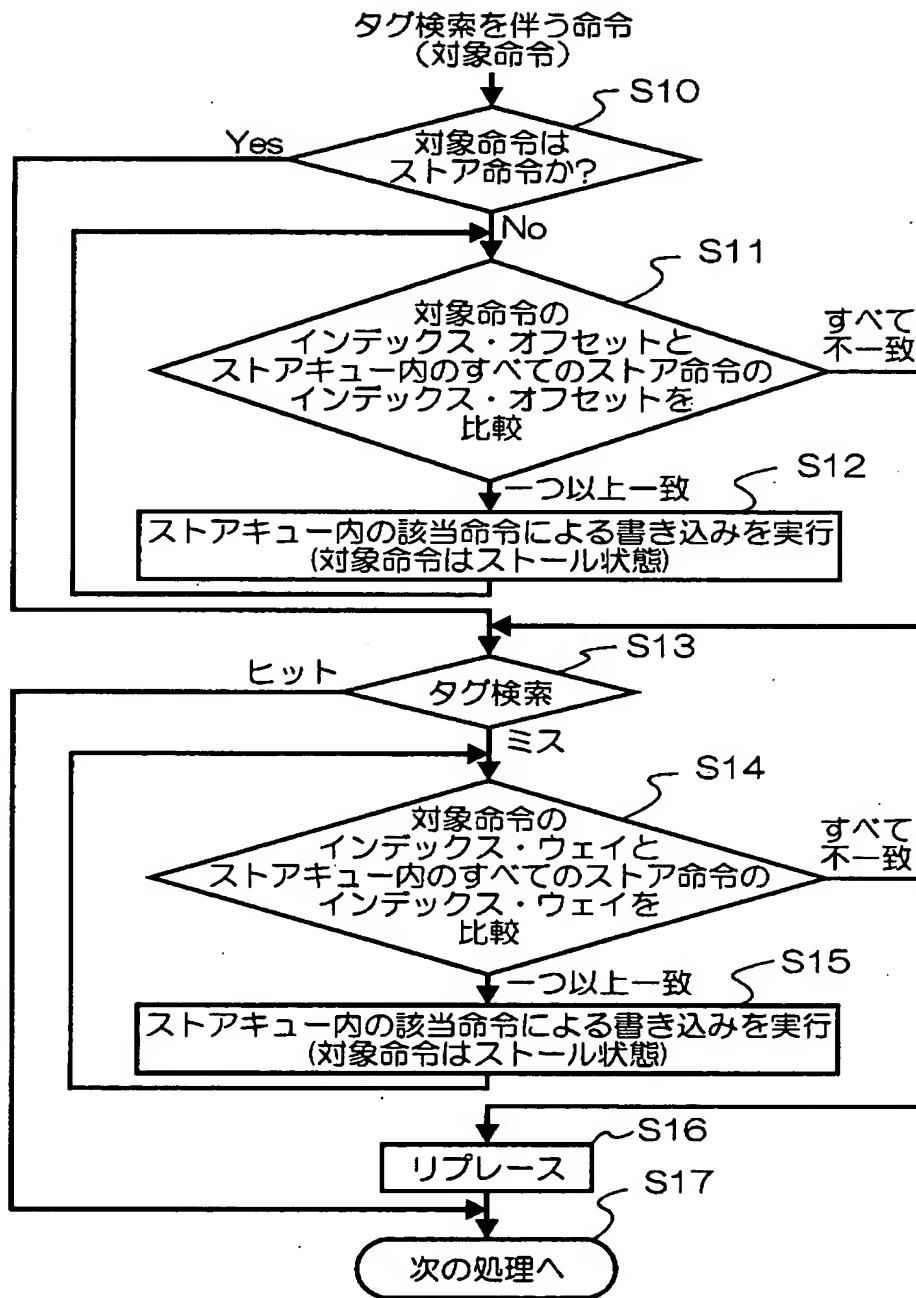 タグ検索を伴う命令
(対象命令)
S10
Yes
対象命令は
ストア命令か?
No
S11
対象命令の
インデックス・オフセットと
ストアキュー内のすべてのストア命令の
インデックス・オフセットを
比較
すべて
不一致
S12
一つ以上一致
ストアキュー内の該当命令による書き込みを実行
(対象命令はストール状態)
S13
ヒット
タグ検索
ミス
S14
対象命令の
インデックス・ウェイと
ストアキュー内のすべてのストア命令の
インデックス・ウェイを
比較
すべて
不一致
S15
一つ以上一致
ストアキュー内の該当命令による書き込みを実行
(対象命令はストール状態)
S16
リプレース
S17
次の処理へ